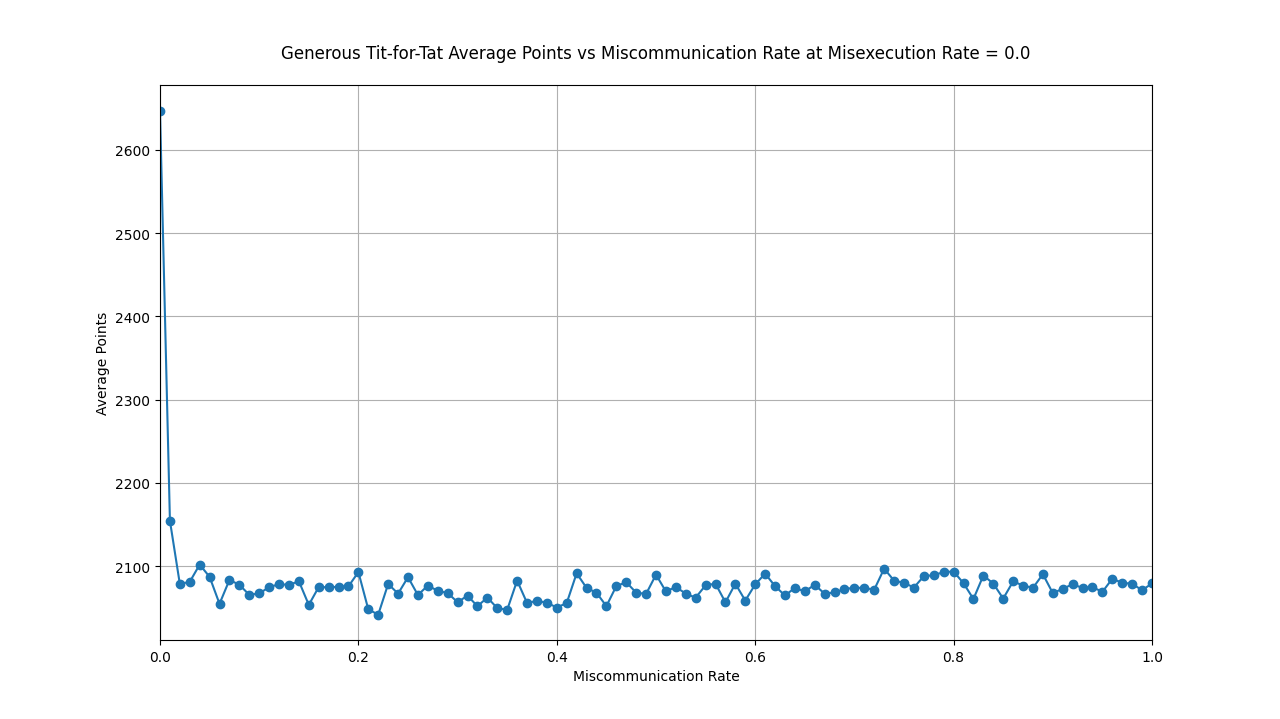 Generous Tit-for-Tat Average Points vs Miscommunication Rate at Misexecution Rate = 0.0
2600
2500
2400
2300
2200
2100
Average Points
0.0 0.2 0.4 0.6 0.8 1.0
Miscommunication Rate